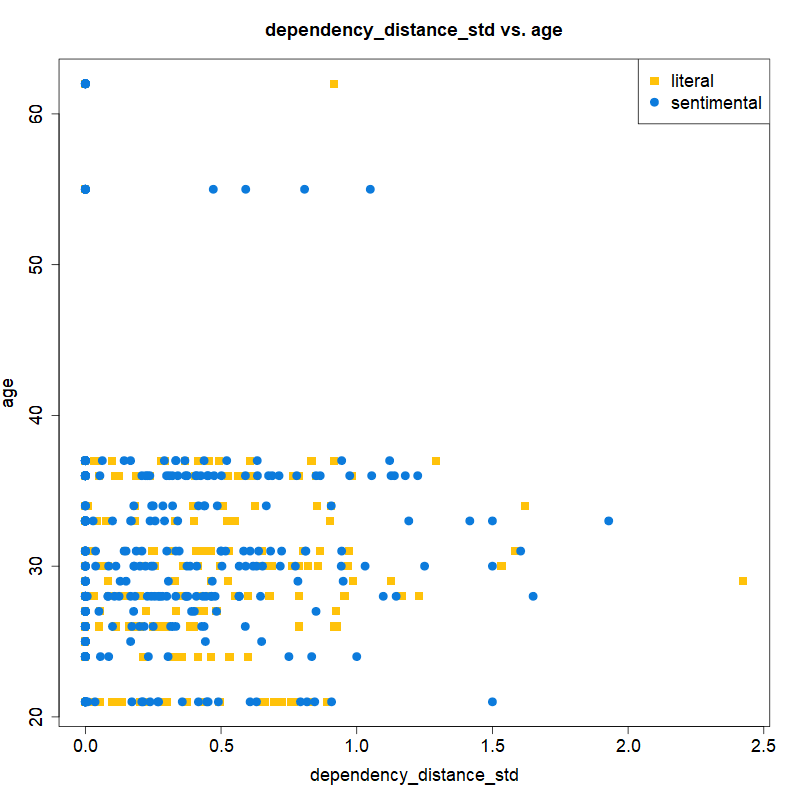 dependency_distance_std vs. age
literal
sentimental
60
50
40
30
20
age
0.0 0.5 1.0 1.5 2.0 2.5
dependency_distance_std